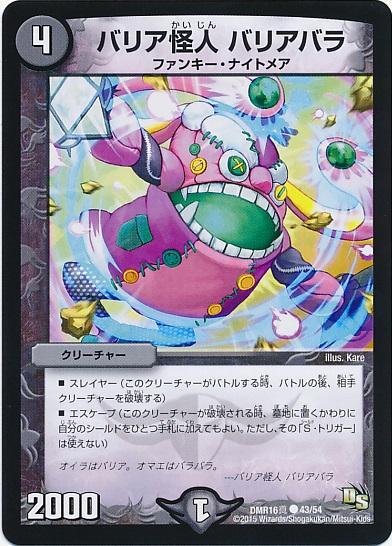 4
バリア怪人 バリアバラ
ファンキー・ナイトメア
illus. Kare
クリーチャー
■ スレイヤー (このクリーチャーがバトルする時、バトルの後、相手
クリーチャーを破壊する)
■ エスケープ (このクリーチャーが破壊される時、墓地に置くかわりに
自分のシールドをひとつ手札に加えてもよい。ただし、その「S・トリガー」
は使えない)
オイラはバリア。オマエはバラバラ。
---バリア怪人 バリアバラ
2000
DS
DMR16真 43/54
©2015 Wizards/Shogakukan/Mitsui-Kids